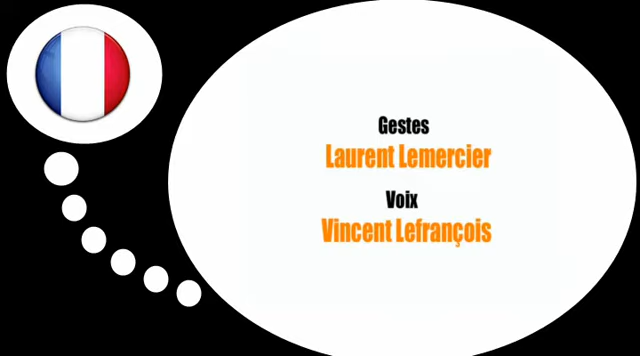 Gestes
Laurent Lemercier
Voix
Vincent Lefrançois